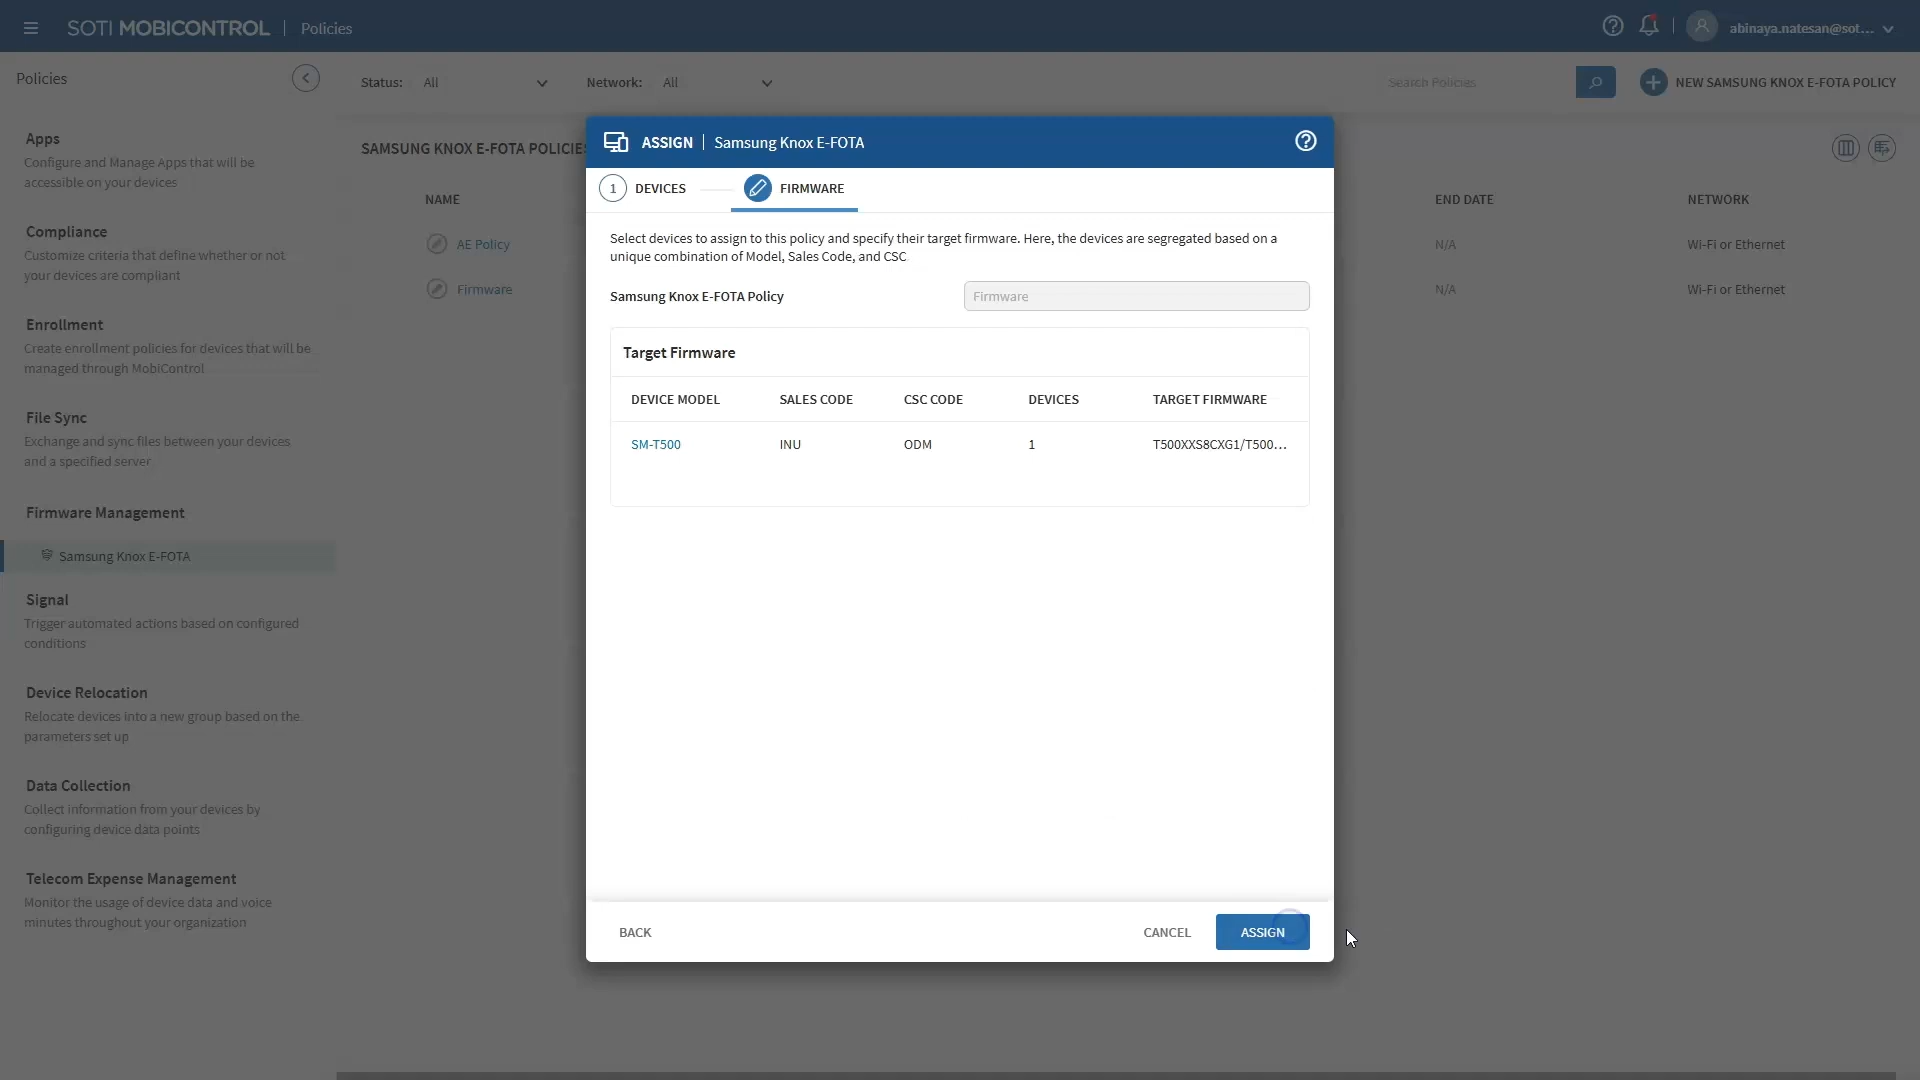 SOTI MOBICONTROL | Policies
abinaya.natesan@sot...
Policies
Status: All
Network: All
Search Policies
NEW SAMSUNG KNOX E-FOTA POLICY
Apps
Configure and Manage Apps that will be
accessible on your devices
Compliance
Customize criteria that define whether or not
your devices are compliant
Enrollment
Create enrollment policies for devices that will be
managed through MobiControl
File Sync
Exchange and sync files between your devices
and a specified server
Firmware Management
Samsung Knox E-FOTA
Signal
Trigger automated actions based on configured
conditions
Device Relocation
Relocate devices into a new group based on the
parameters set up
Data Collection
Collect information from your devices by
configuring device data points
Telecom Expense Management
Monitor the usage of device data and voice
minutes throughout your organization
SAMSUNG KNOX E-FOTA POLICIES
NAME
END DATE
NETWORK
AE Policy
N/A
Wi-Fi or Ethernet
Firmware
N/A
Wi-Fi or Ethernet
ASSIGN | Samsung Knox E-FOTA
1 DEVICES
FIRMWARE
Select devices to assign to this policy and specify their target firmware. Here, the devices are segregated based on a
unique combination of Model, Sales Code, and CSC
Samsung Knox E-FOTA Policy
Firmware
Target Firmware
DEVICE MODEL SALES CODE CSC CODE DEVICES TARGET FIRMWARE
SM-T500 INU ODM 1 T500XXS8CXG1/T500...
BACK
CANCEL
ASSIGN